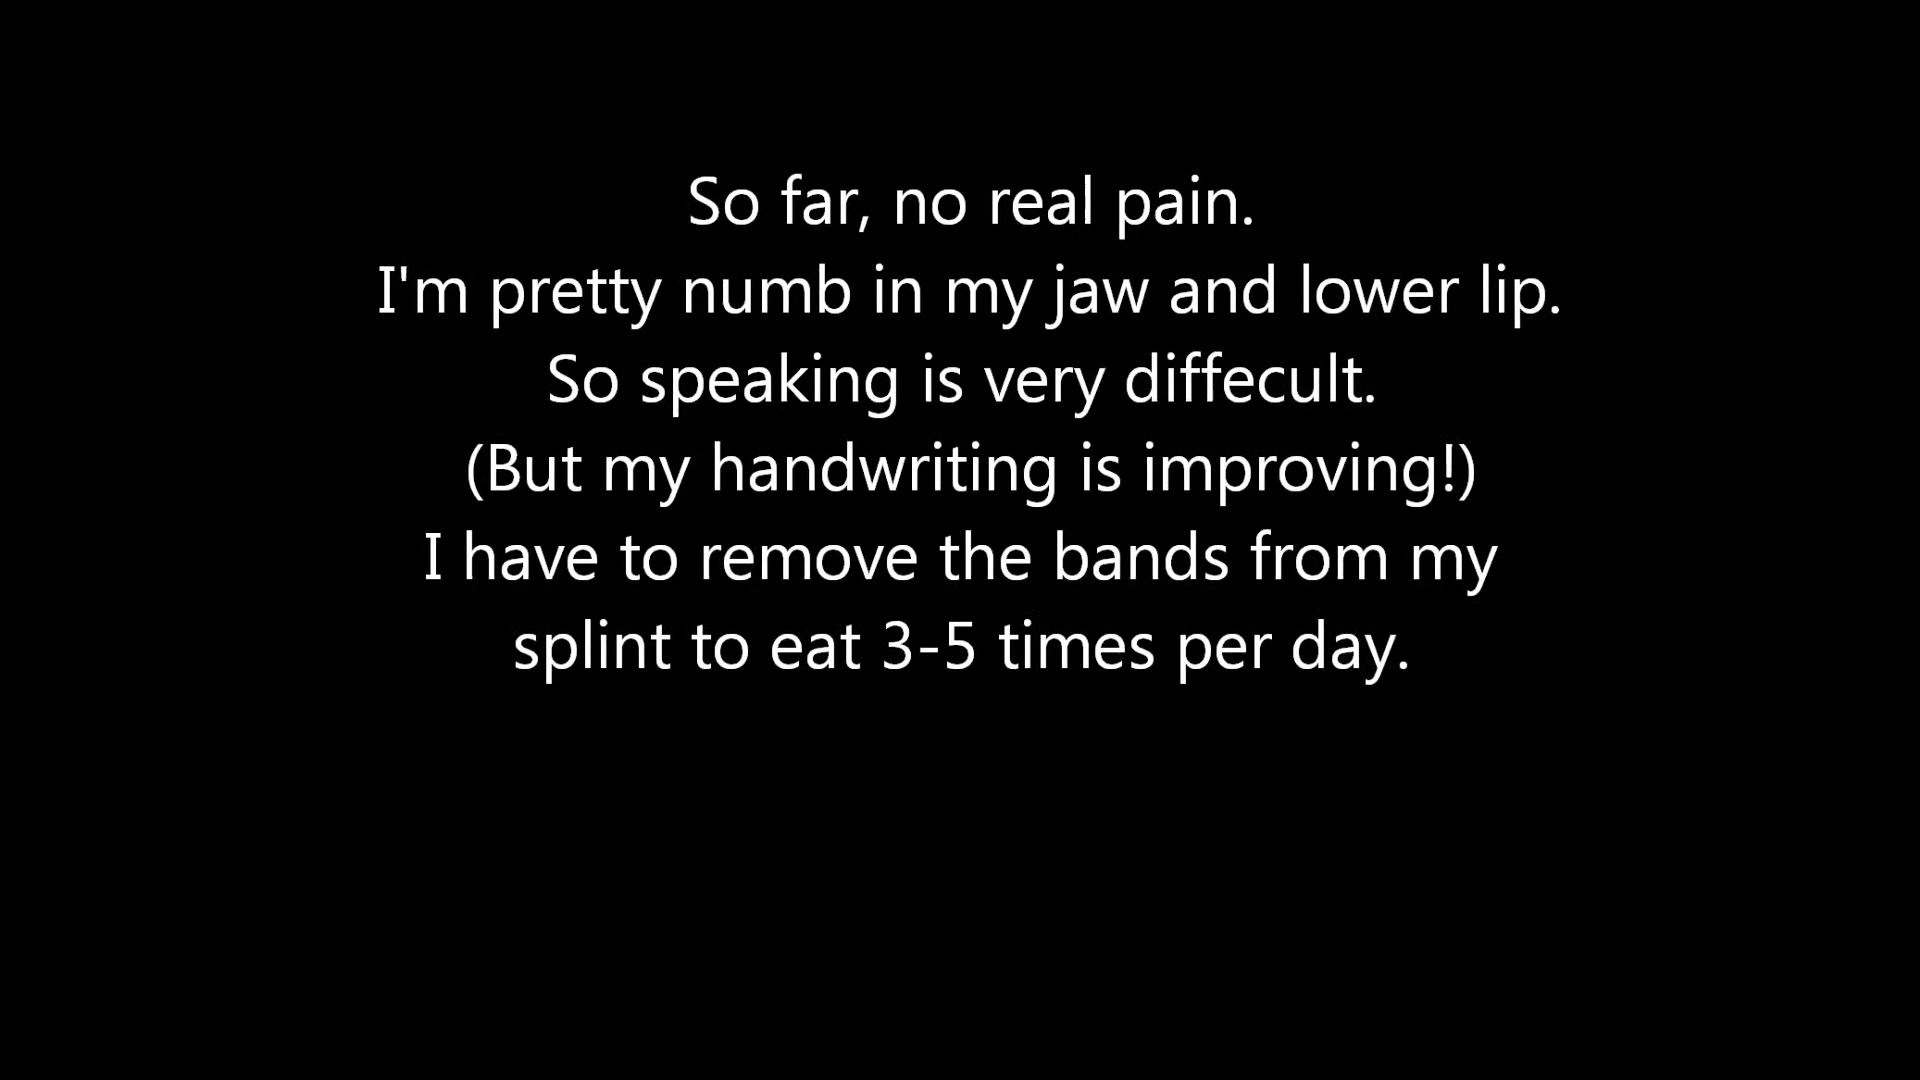 So far, no real pain.
I'm pretty numb in my jaw and lower lip.
So speaking is very diffecult.
(But my handwriting is improving!)
I have to remove the bands from my
splint to eat 3-5 times per day.